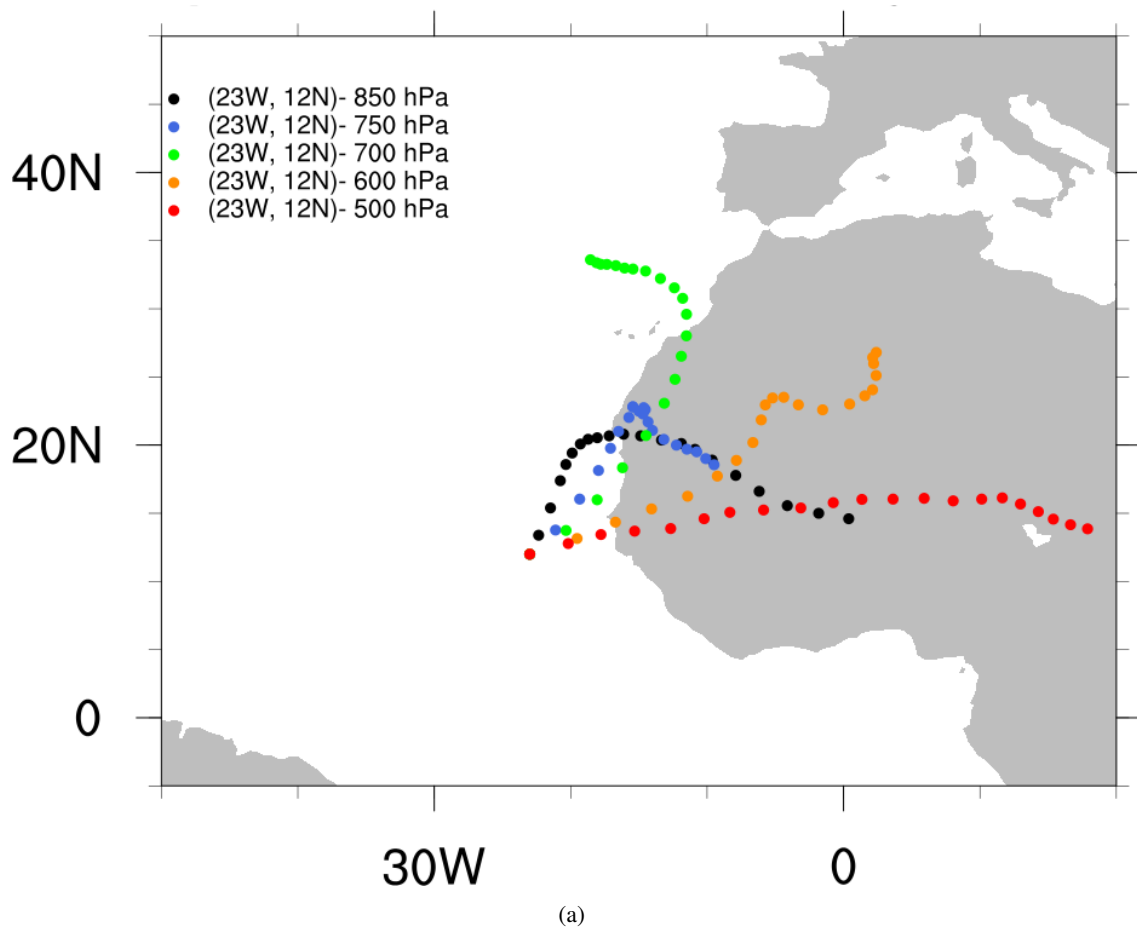 (23W, 12N)- 850 hPa
(23W, 12N)- 750 hPa
(23W, 12N)- 700 hPa
(23W, 12N)- 600 hPa
(23W, 12N)- 500 hPa
40N
20N
0
30W 0
(a)